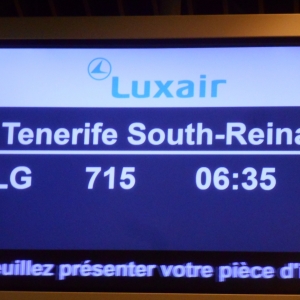 Luxair
Tenerife South-Reina
LG 715 06:35
euillez présenter votre pièce d'